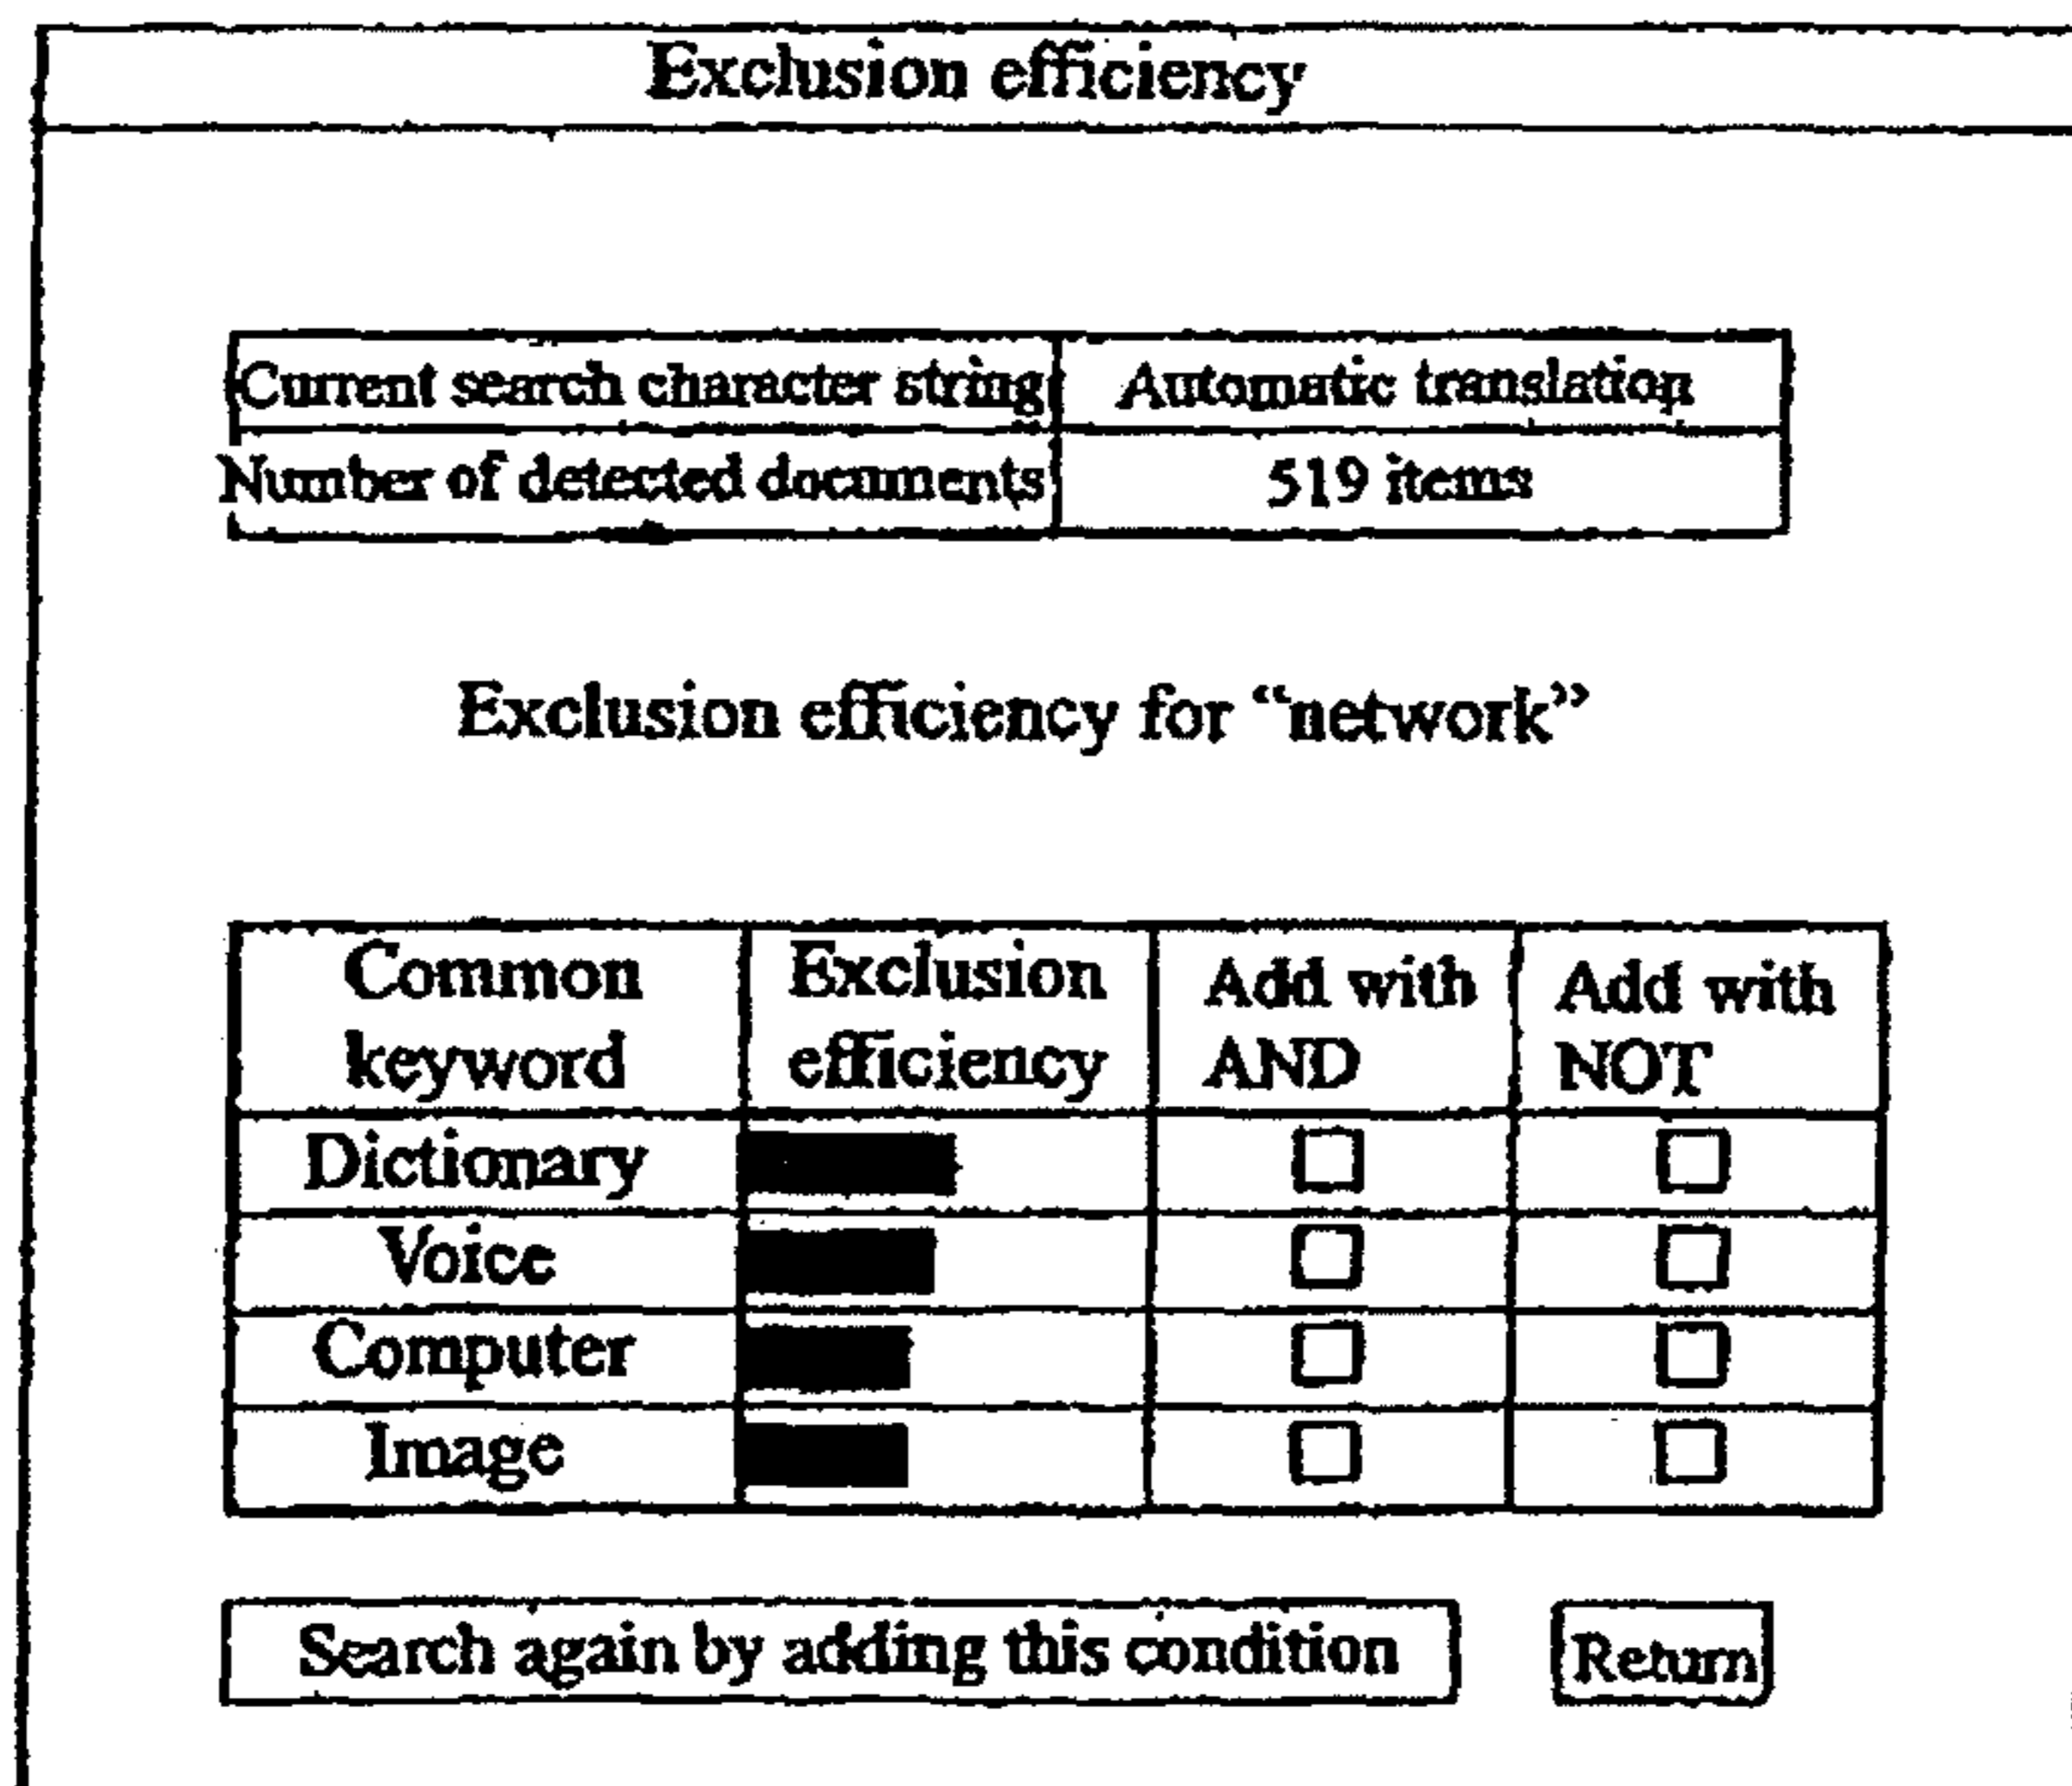 Exclusion efficiency
Current search character string Automatic translation
Number of detected documents 519 items
Exclusion efficiency for “network”
Common Exclusion Add with Add with
keyword efficiency AND NOT
Dictionary
Voice
Computer
Image
Search again by adding this condition Return